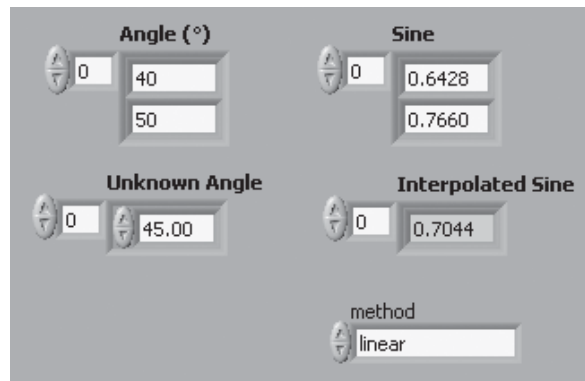 Angle (°)
Sine
0
40
50
0
0.6428
0.7660
Unknown Angle
Interpolated Sine
0
45.00
0
0.7044
method
linear